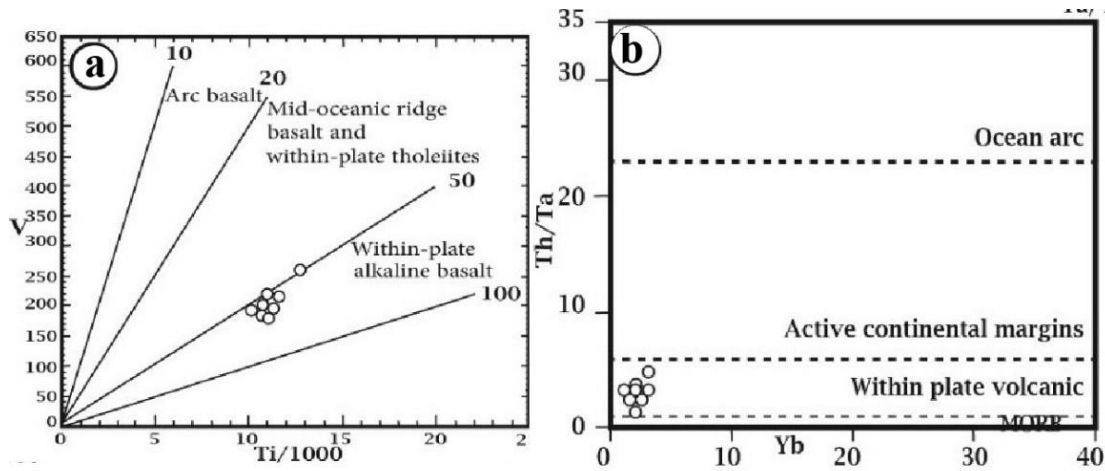 a
650
600
550
500
450
400
350
300
250
200
150
100
50
0
V
10
Arc basalt
20
Mid-oceanic ridge
basalt and
within-plate tholeiites
50
Within-plate
alkaline basalt
100
0 5 10 15 20 2
Ti/1000
b
35
30
20
10
0
Th/Ta
Ocean arc
Active continental margins
Within plate volcanic
MORB
0 10 20 30 40
Yb